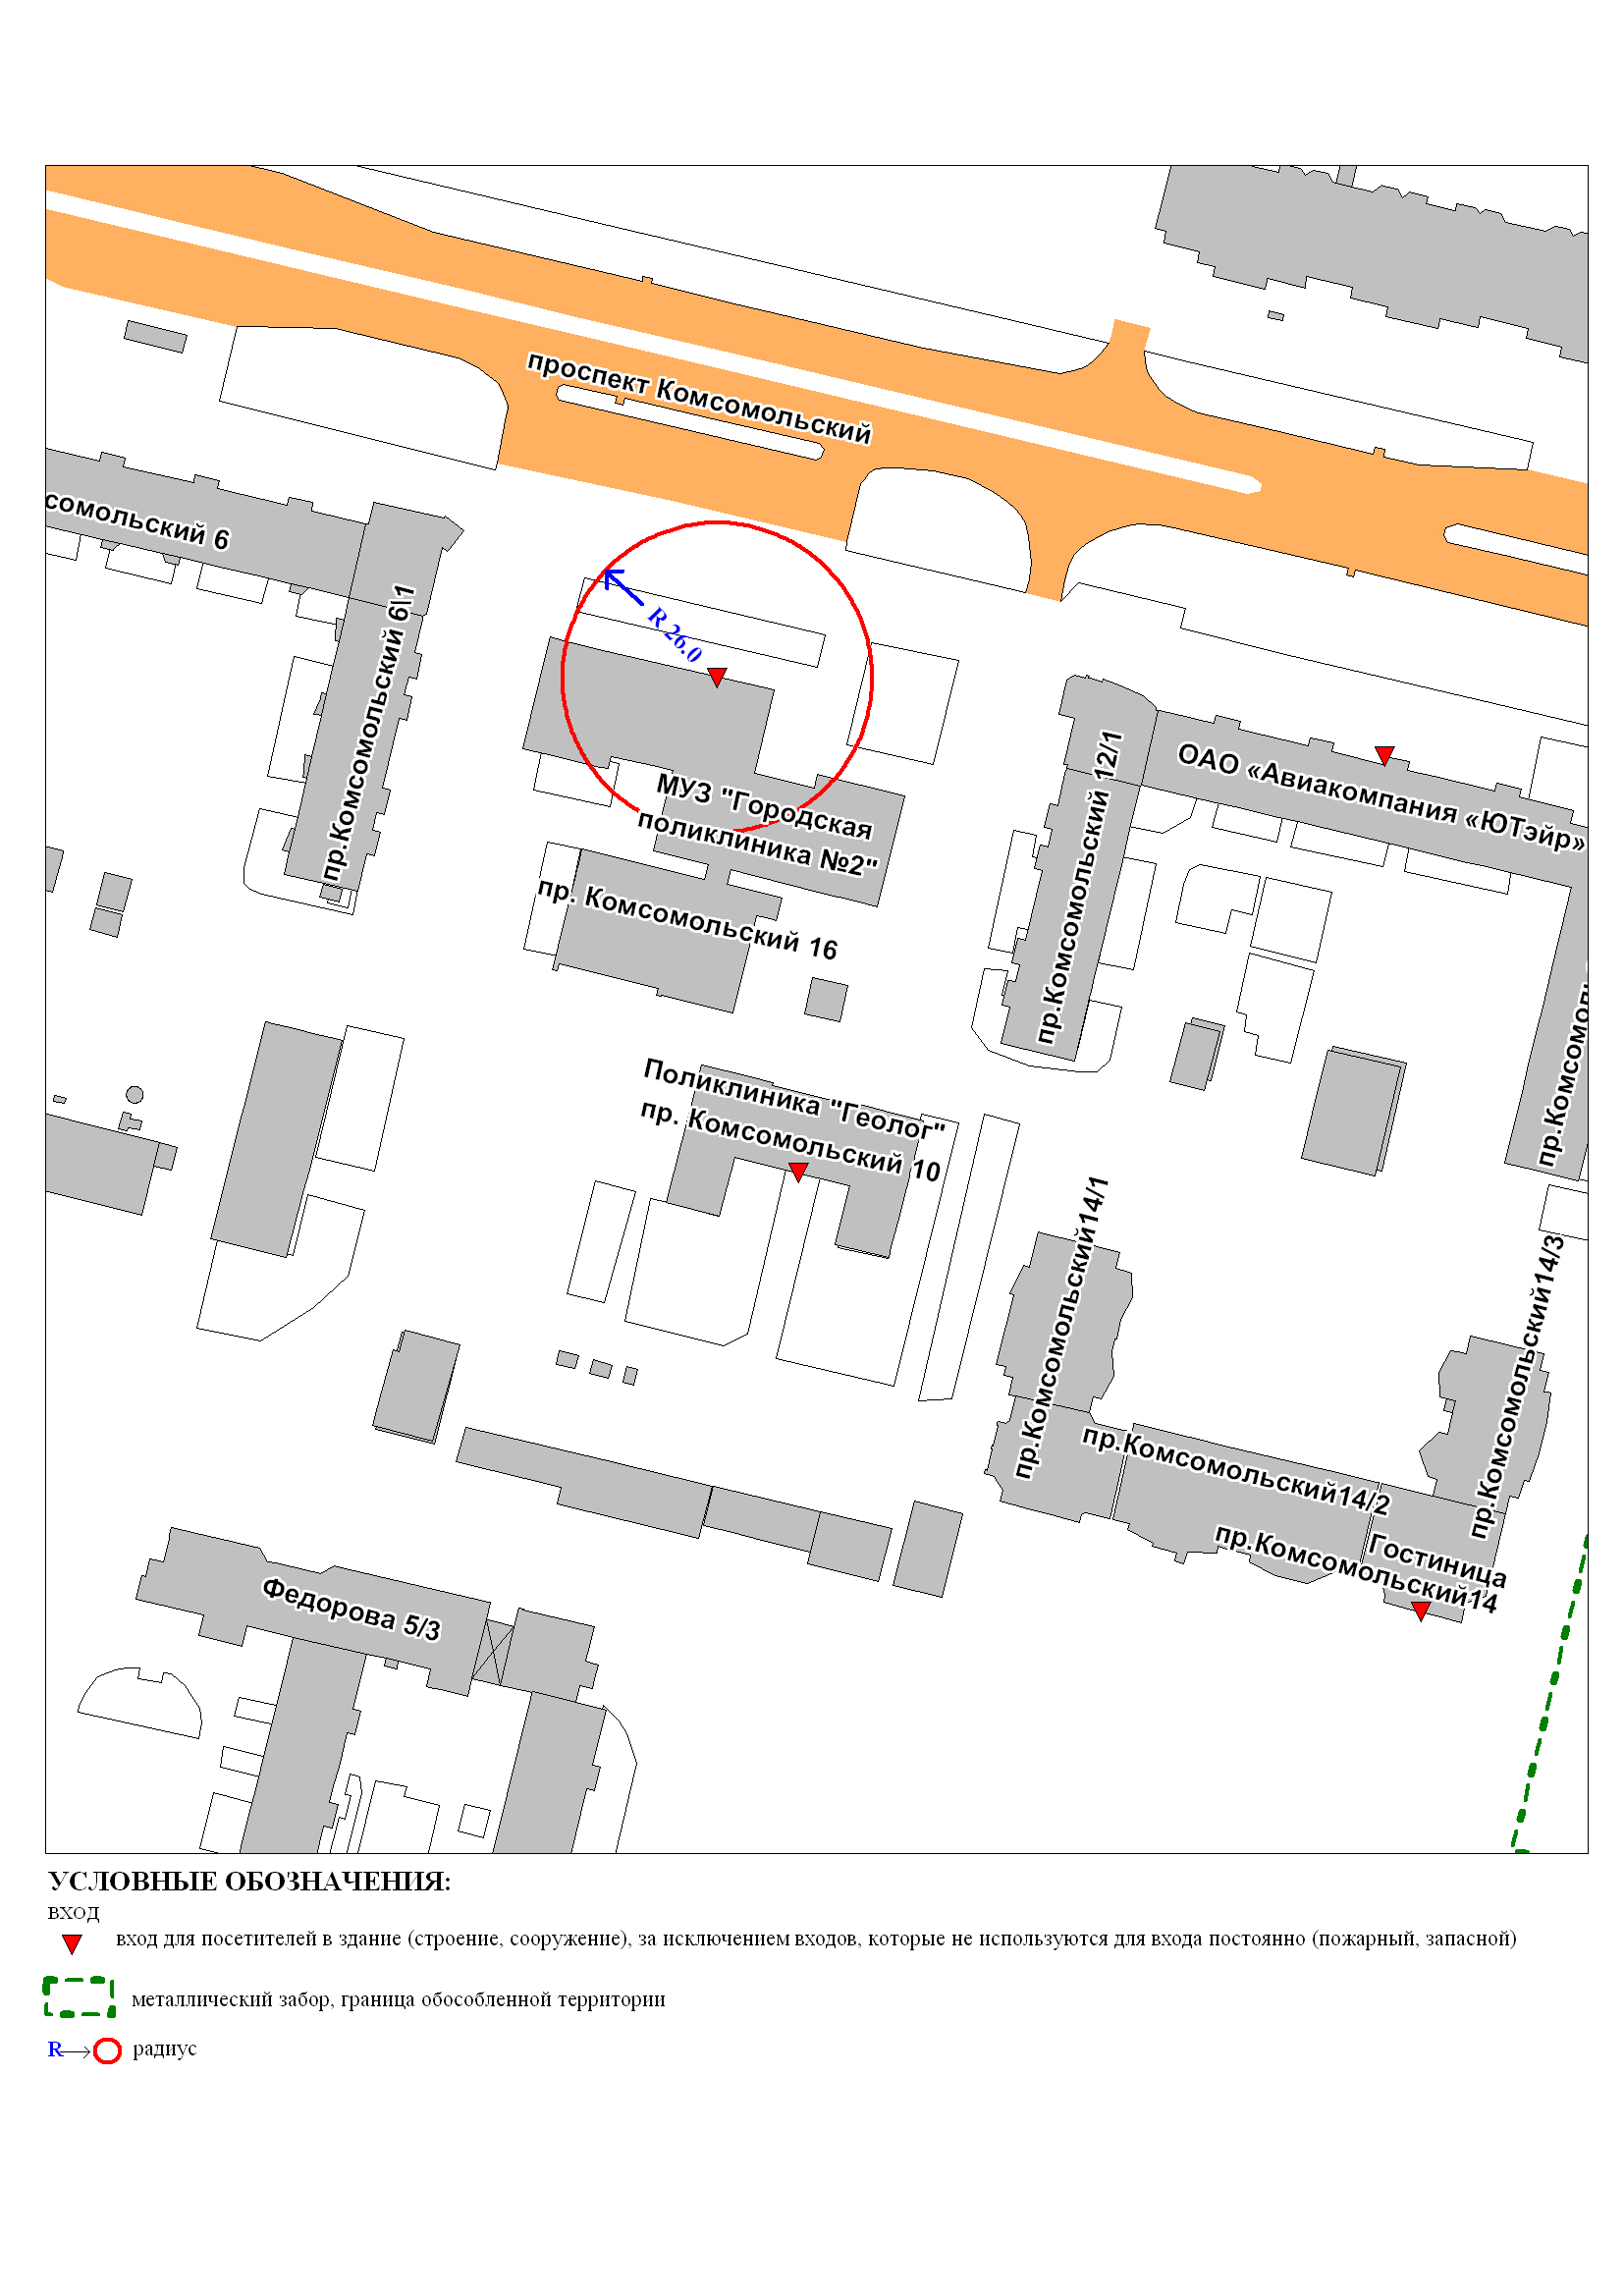 проспект Комсомольский
сомольский 6
пр.Комсомольский 6\1
R 26.0
МУЗ "Городская
поликлиника №2"
пр. Комсомольский 16
пр.Комсомольский 12/1
ОАО «Авиакомпания «ЮТэйр»
пр.Комсомоль
Поликлиника "Геолог"
пр. Комсомольский 10
пр.Комсомольский14/1
пр.Комсомольский14/2
пр.Комсомольский14/3
Гостиница
пр.Комсомольский14
Федорова 5/3
УСЛОВНЫЕ ОБОЗНАЧЕНИЯ:
ВХОД
вход для посетителей в здание (строение, сооружение), за исключением входов, которые не используются для входа постоянно (пожарный, запасной)
металлический забор, граница обособленной территории
R радиус